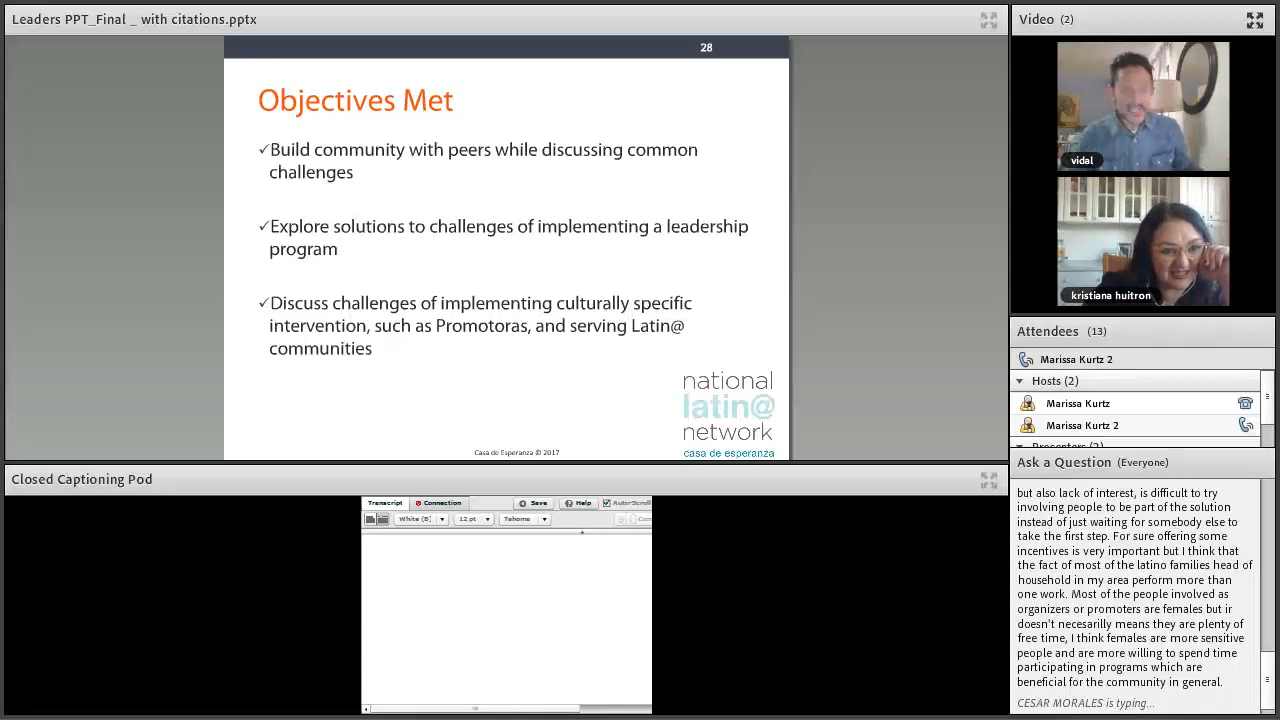 Leaders PPT_Final _ with citations.pptx
28
Objectives Met
✓Build community with peers while discussing common
challenges
✓Explore solutions to challenges of implementing a leadership
program
✓Discuss challenges of implementing culturally specific
intervention, such as Promotoras, and serving Latin@
communities
national
latin@
network
casa de esperanza
Casa de Esperanza © 2017
Closed Captioning Pod
Transcript Connection Save Help Auto-Scroll
White (B) 12 pt Tahoma
Video (2)
vidal
kristiana huitron
Attendees (13)
Marissa Kurtz 2
Hosts (2)
Marissa Kurtz
Marissa Kurtz 2
Presenters (2)
Ask a Question (Everyone)
but also lack of interest, is difficult to try
involving people to be part of the solution
instead of just waiting for somebody else to
take the first step. For sure offering some
incentives is very important but I think that
the fact of most of the latino families head of
household in my area perform more than
one work. Most of the people involved as
organizers or promoters are females but ir
doesn't necesarilly means they are plenty of
free time, I think females are more sensitive
people and are more willing to spend time
participating in programs which are
beneficial for the community in general.
CESAR MORALES is typing...